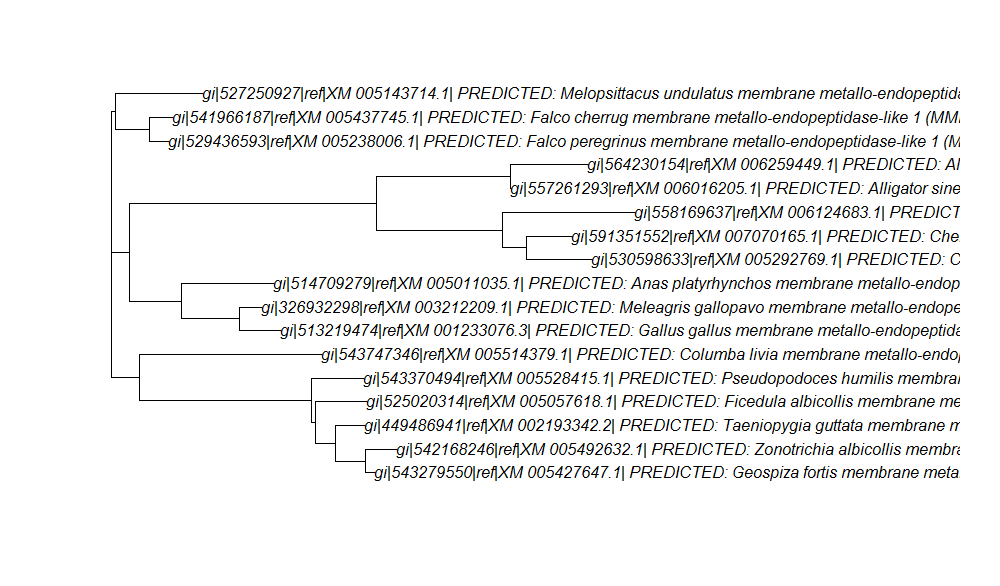 gi|527250927|ref|XM 005143714.1| PREDICTED: Melopsittacus undulatus membrane metallo-endopeptida
gi|541966187|ref|XM 005437745.1| PREDICTED: Falco cherrug membrane metallo-endopeptidase-like 1 (MM
gi|529436593|ref|XM 005238006.1| PREDICTED: Falco peregrinus membrane metallo-endopeptidase-like 1 (M
gi|564230154|ref|XM 006259449.1| PREDICTED: Al
gi|557261293|ref|XM 006016205.1| PREDICTED: Alligator sine
gi|558169637|ref|XM 006124683.1| PREDICT
gi|591351552|ref|XM 007070165.1| PREDICTED: Che
gi|530598633|ref|XM 005292769.1| PREDICTED: C
gi|514709279|ref|XM 005011035.1| PREDICTED: Anas platyrhynchos membrane metallo-endop
gi|326932298|ref|XM 003212209.1| PREDICTED: Meleagris gallopavo membrane metallo-endope
gi|513219474|ref|XM 001233076.3| PREDICTED: Gallus gallus membrane metallo-endopeptida
gi|543747346|ref|XM 005514379.1| PREDICTED: Columba livia membrane metallo-endop
gi|543370494|ref|XM 005528415.1| PREDICTED: Pseudopodoces humilis membran
gi|525020314|ref|XM 005057618.1| PREDICTED: Ficedula albicollis membrane me
gi|449486941|ref|XM 002193342.2| PREDICTED: Taeniopygia guttata membrane m
gi|542168246|ref|XM 005492632.1| PREDICTED: Zonotrichia albicollis membra
gi|543279550|ref|XM 005427647.1| PREDICTED: Geospiza fortis membrane meta